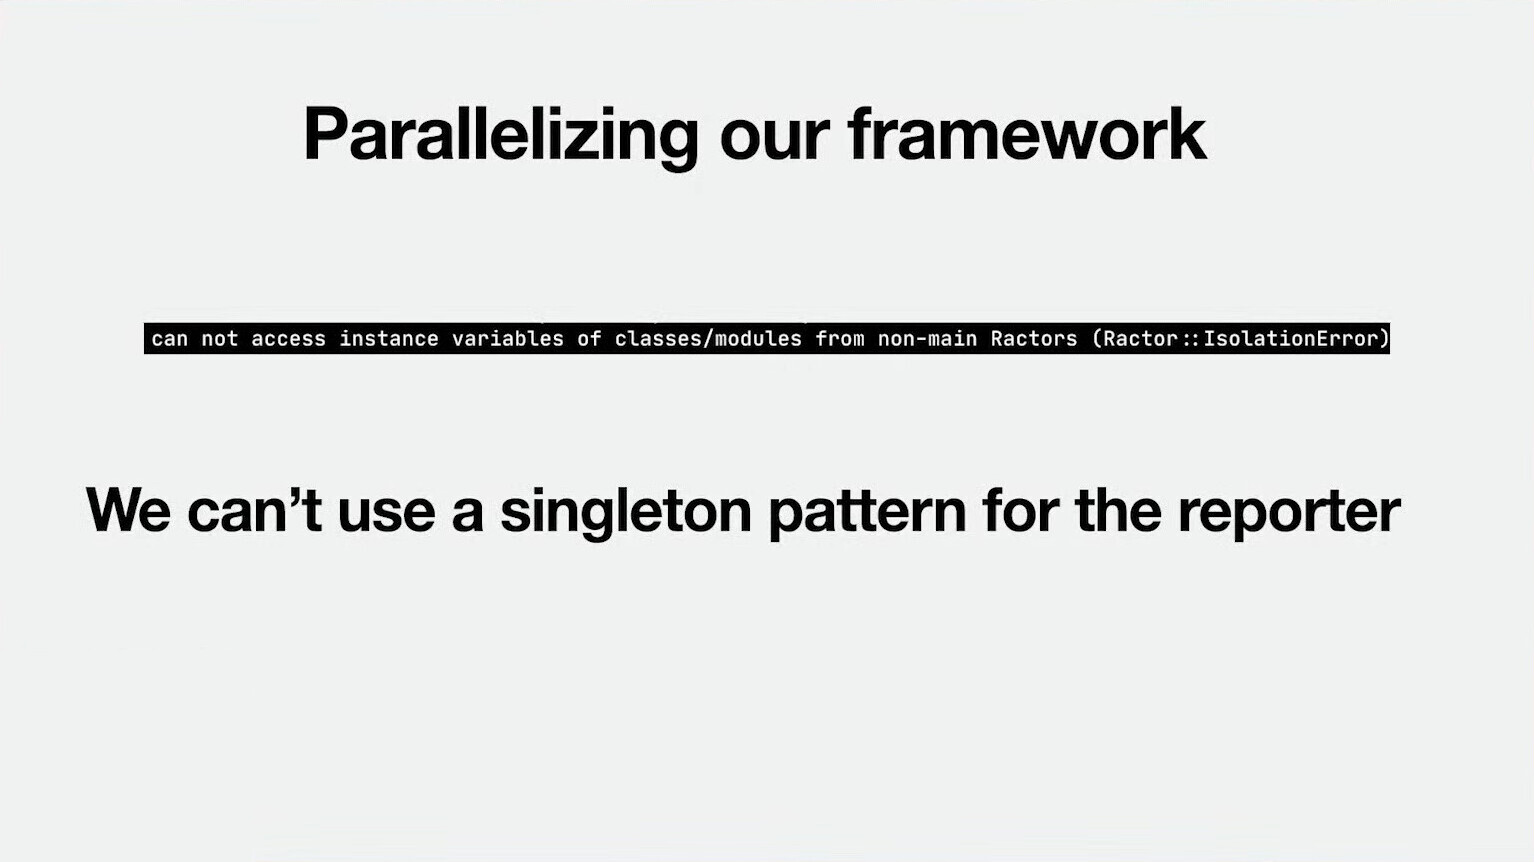 Parallelizing our framework
can not access instance variables of classes/modules from non-main Ractors (Ractor::IsolationError)
We can’t use a singleton pattern for the reporter